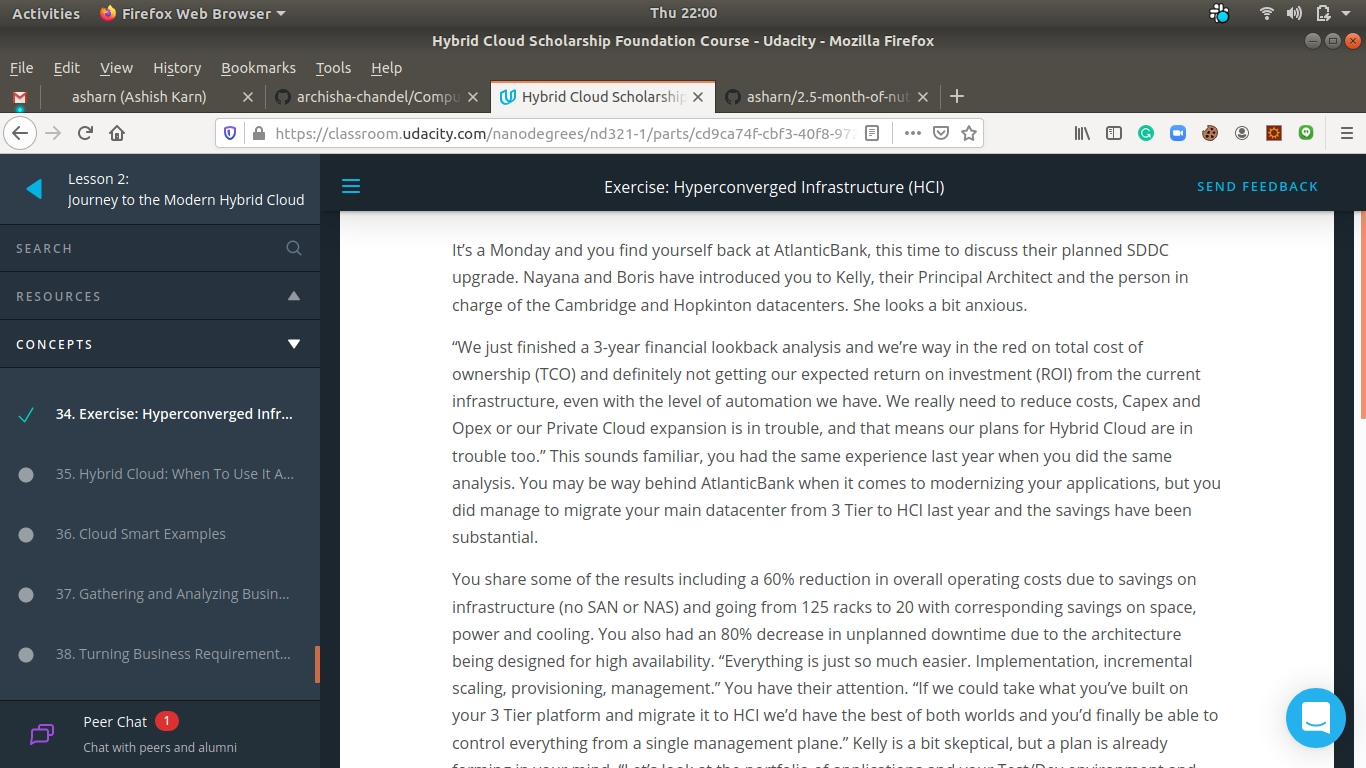 Activities
Firefox Web Browser
Thu 22:00
Hybrid Cloud Scholarship Foundation Course - Udacity - Mozilla Firefox
File Edit View History Bookmarks Tools Help
asharn (Ashish Karn)
archisha-chandel/Compu
Hybrid Cloud Scholarship
asharn/2.5-month-of-nut
https://classroom.udacity.com/nanodegrees/nd321-1/parts/cd9ca74f-cbf3-40f8-97
Lesson 2:
Journey to the Modern Hybrid Cloud
SEARCH
RESOURCES
CONCEPTS
34. Exercise: Hyperconverged Infr...
35. Hybrid Cloud: When To Use It A...
36. Cloud Smart Examples
37. Gathering and Analyzing Busin...
38. Turning Business Requirement...
Peer Chat 1
Chat with peers and alumni
Exercise: Hyperconverged Infrastructure (HCI)
SEND FEEDBACK
It’s a Monday and you find yourself back at AtlanticBank, this time to discuss their planned SDDC
upgrade. Nayana and Boris have introduced you to Kelly, their Principal Architect and the person in
charge of the Cambridge and Hopkinton datacenters. She looks a bit anxious.
“We just finished a 3-year financial lookback analysis and we’re way in the red on total cost of
ownership (TCO) and definitely not getting our expected return on investment (ROI) from the current
infrastructure, even with the level of automation we have. We really need to reduce costs, Capex and
Opex or our Private Cloud expansion is in trouble, and that means our plans for Hybrid Cloud are in
trouble too.” This sounds familiar, you had the same experience last year when you did the same
analysis. You may be way behind AtlanticBank when it comes to modernizing your applications, but you
did manage to migrate your main datacenter from 3 Tier to HCI last year and the savings have been
substantial.
You share some of the results including a 60% reduction in overall operating costs due to savings on
infrastructure (no SAN or NAS) and going from 125 racks to 20 with corresponding savings on space,
power and cooling. You also had an 80% decrease in unplanned downtime due to the architecture
being designed for high availability. “Everything is just so much easier. Implementation, incremental
scaling, provisioning, management.” You have their attention. “If we could take what you’ve built on
your 3 Tier platform and migrate it to HCI we’d have the best of both worlds and you’d finally be able to
control everything from a single management plane.” Kelly is a bit skeptical, but a plan is already
forming in your mind. “Let’s look at the portfolio of applications and your Test/Dev environment and